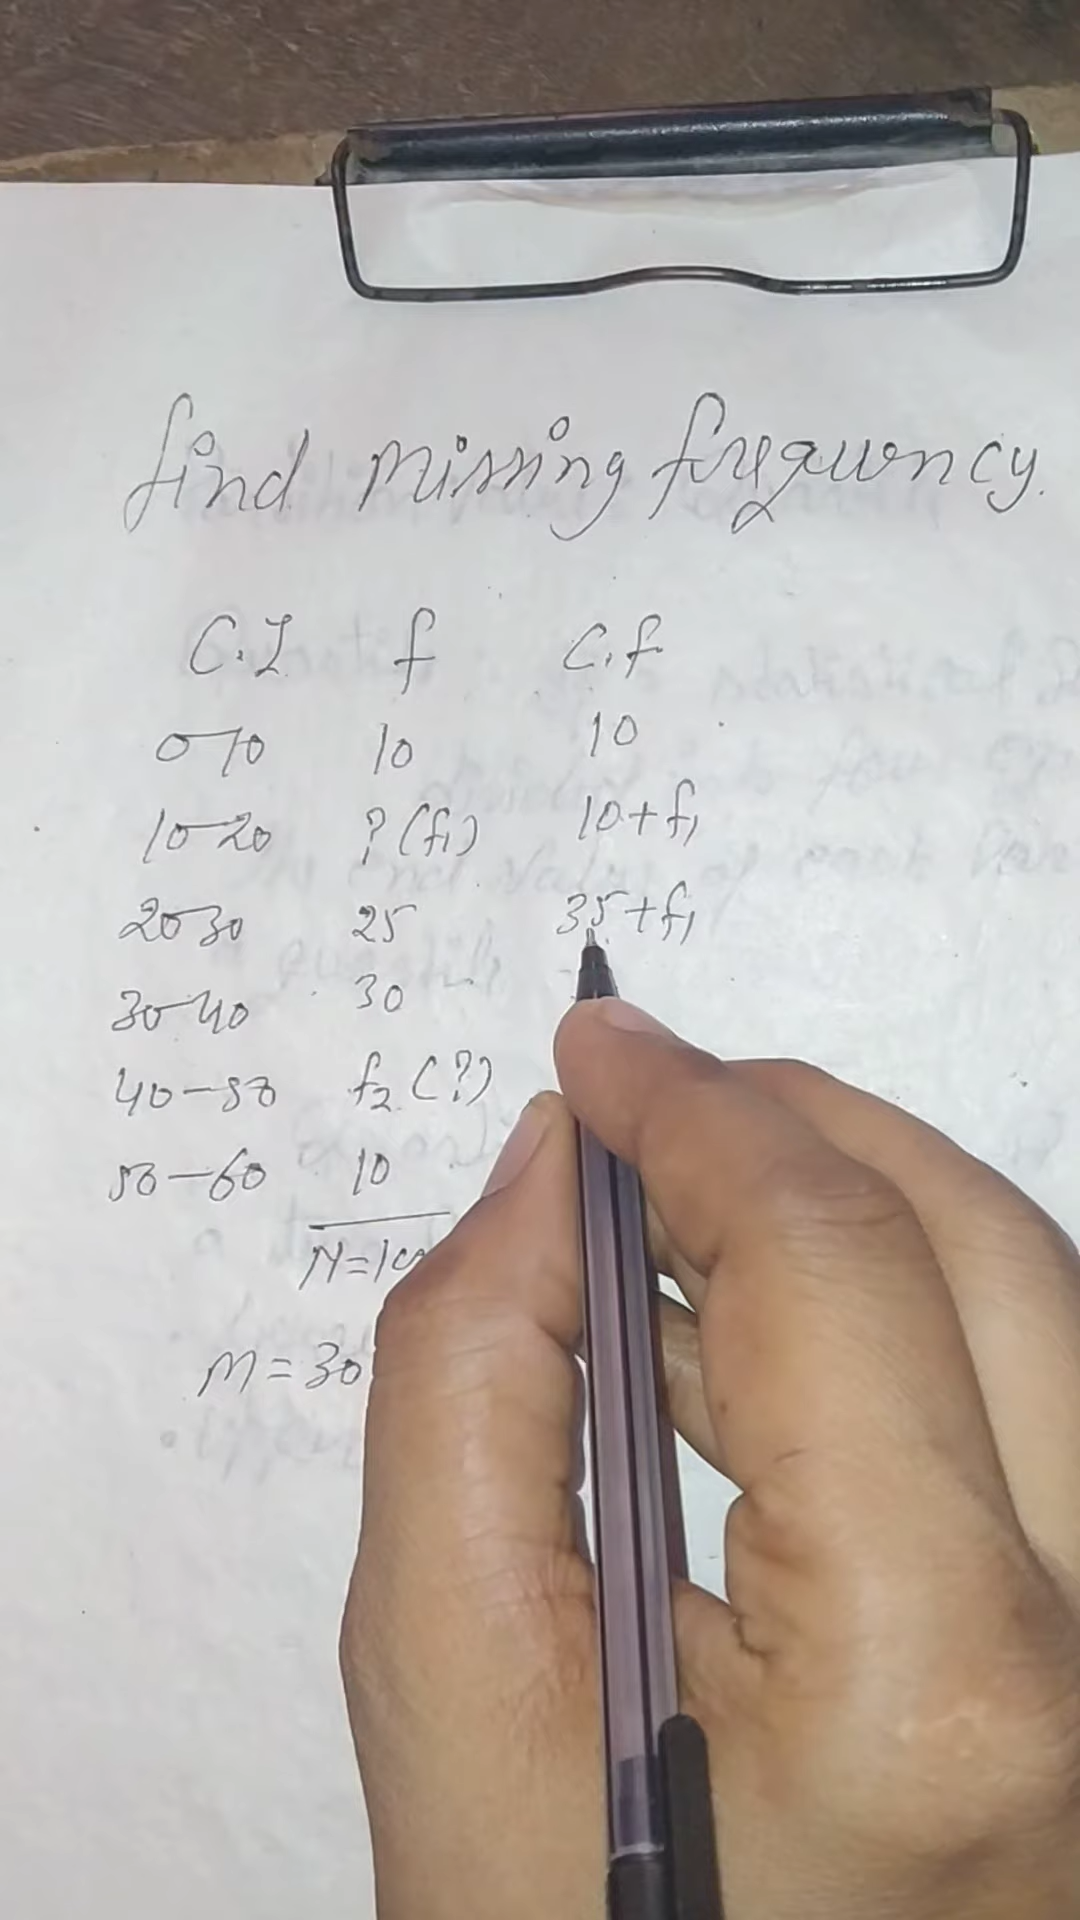 find missing frequency.
C.I f C.f
0-10 10 10
10-20 ?(f₁) 10+f₁
20-30 25 35+f₁
30-40 30
40-50 f₂ (?)
50-60 10
M=30